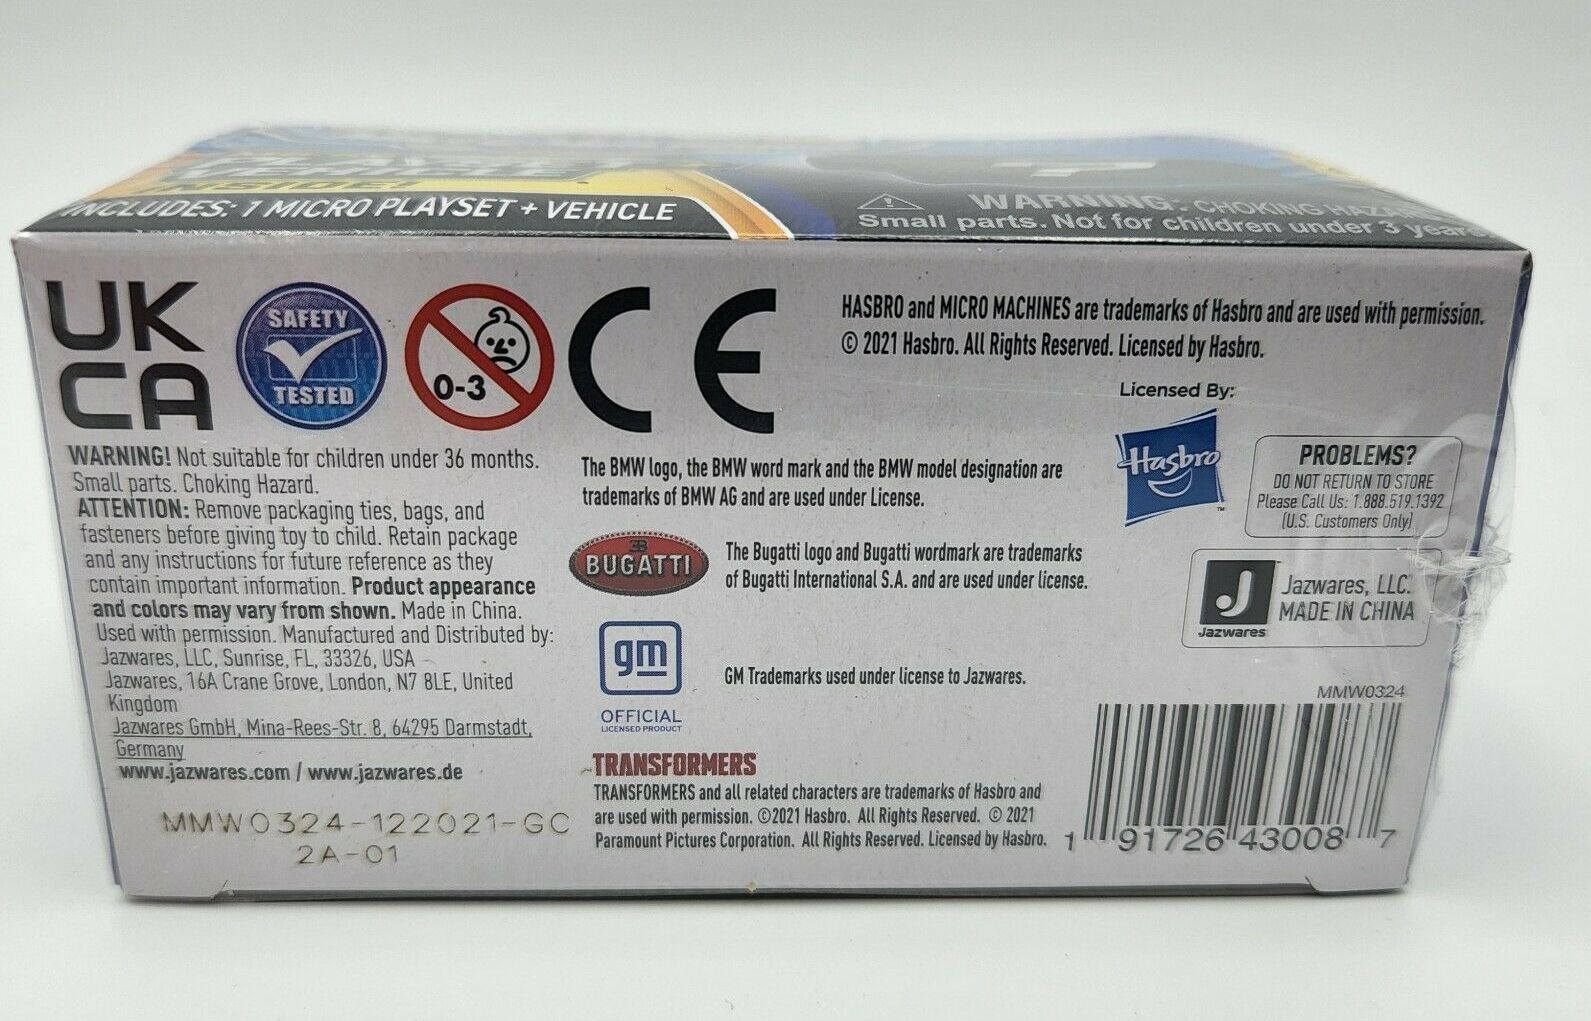 PLAYSET
VEHICLE
INSIDE!
INCLUDES: 1 MICRO PLAYSET + VEHICLE
WARNING: CHOKING HAZARD
Small parts. Not for children under 3 years
UK
CA
SAFETY
TESTED
0-3
CE
WARNING! Not suitable for children under 36 months.
Small parts. Choking Hazard.
ATTENTION: Remove packaging ties, bags, and
fasteners before giving toy to child. Retain package
and any instructions for future reference as they
contain important information. Product appearance
and colors may vary from shown. Made in China.
Used with permission. Manufactured and Distributed by:
Jazwares, LLC, Sunrise, FL, 33326, USA
Jazwares, 16A Crane Grove, London, N7 8LE, United
Kingdom
Jazwares GmbH, Mina-Rees-Str. 8, 64295 Darmstadt,
Germany
www.jazwares.com / www.jazwares.de
MMW0324-122021-GC
2A-01
HASBRO and MICRO MACHINES are trademarks of Hasbro and are used with permission.
© 2021 Hasbro. All Rights Reserved. Licensed by Hasbro.
The BMW logo, the BMW word mark and the BMW model designation are
trademarks of BMW AG and are used under License.
EB
BUGATTI
The Bugatti logo and Bugatti wordmark are trademarks
of Bugatti International S.A. and are used under license.
gm
OFFICIAL
LICENSED PRODUCT
GM Trademarks used under license to Jazwares.
TRANSFORMERS
TRANSFORMERS and all related characters are trademarks of Hasbro and
are used with permission. ©2021 Hasbro. All Rights Reserved. © 2021
Paramount Pictures Corporation. All Rights Reserved. Licensed by Hasbro.
Licensed By:
Hasbro
TM
PROBLEMS?
DO NOT RETURN TO STORE
Please Call Us: 1.888.519.1392
(U.S. Customers Only)
J
Jazwares
Jazwares, LLC.
MADE IN CHINA
MMW0324
1 91726 43008 7